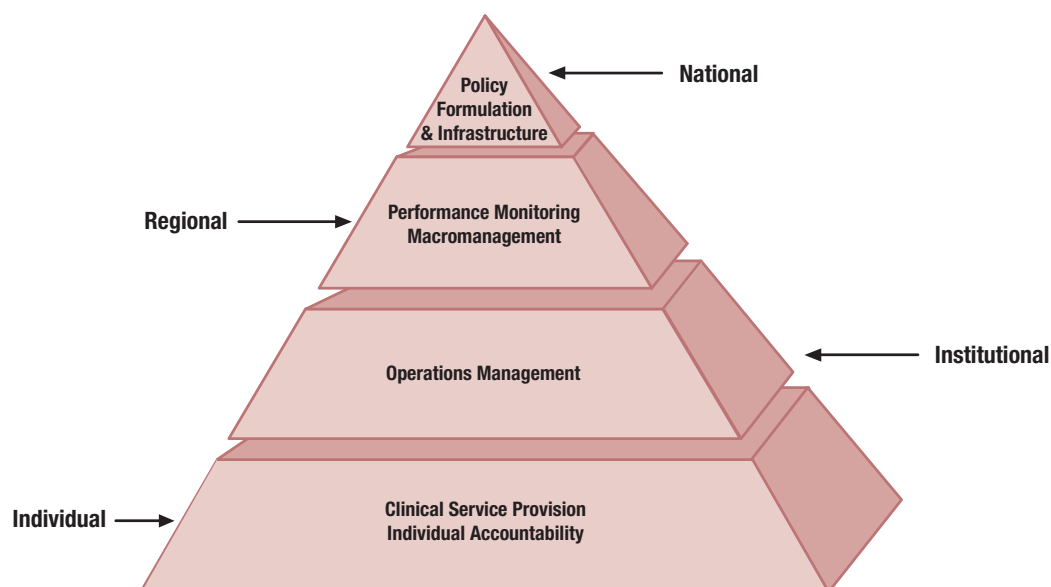 Policy
Formulation
& Infrastructure
National
Regional
Performance Monitoring
Macromanagement
Operations Management
Institutional
Individual
Clinical Service Provision
Individual Accountability